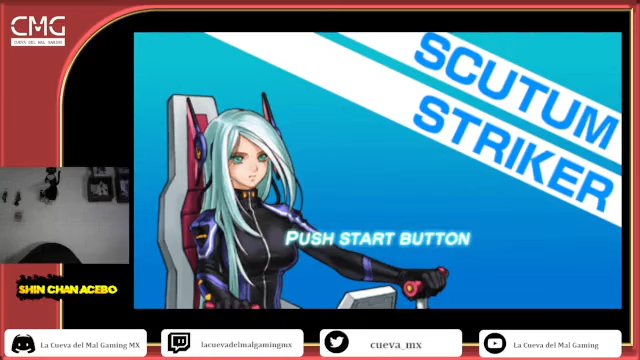 CMG
CUEVA DEL MAL GAMING
SCUTUM
STRIKER
PUSH START BUTTON
SHIN CHAN ACEBO
La Cueva del Mal Gaming MX
lacuevadelmalgamingmx
cueva_mx
La Cueva del Mal Gaming